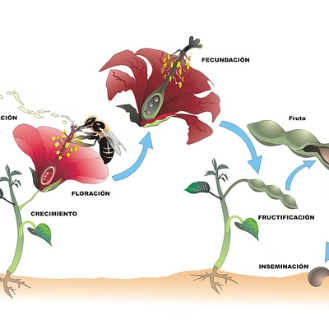 FECUNDACIÓN
Fruto
FLORACIÓN
CRECIMIENTO
FRUCTIFICACIÓN
INSEMINACIÓN